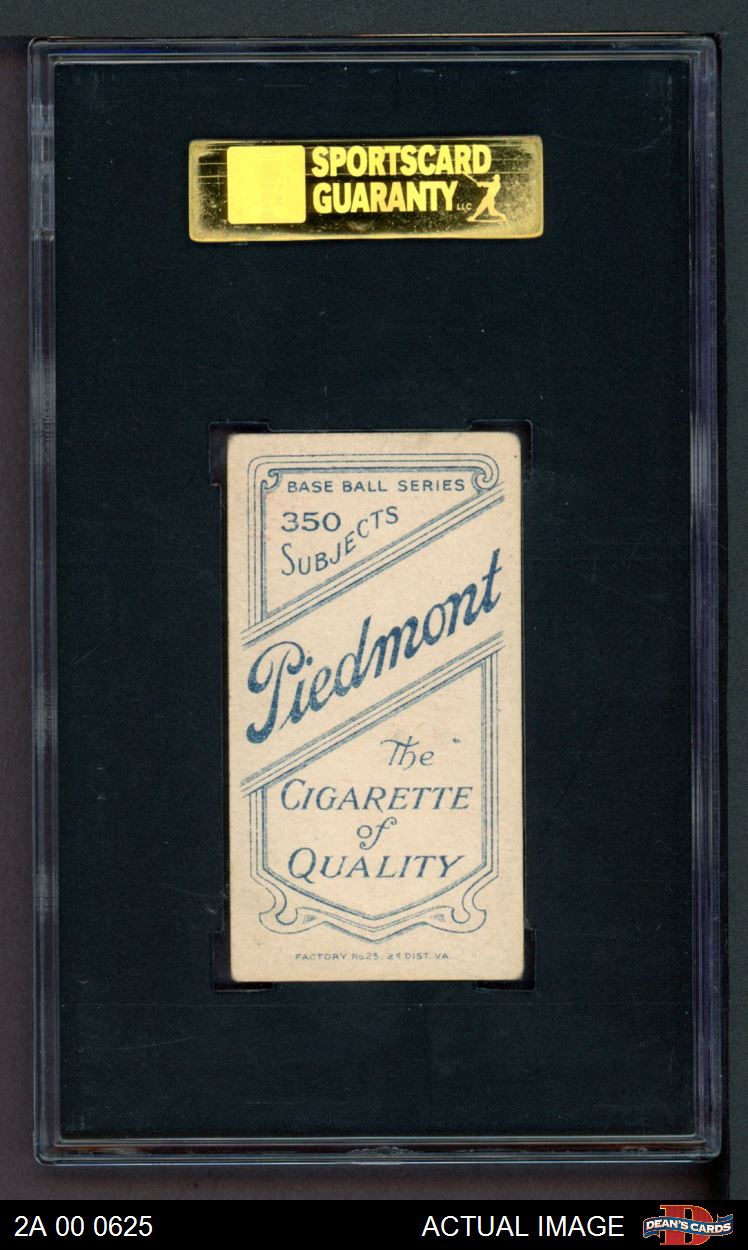 SPORTSCARD
GUARANTY LLC
BASE BALL SERIES
350
SUBJECTS
Piedmont
The
CIGARETTE
of
QUALITY
FACTORY No. 25, 2d DIST. VA.
2A 00 0625
ACTUAL IMAGE
D
DEAN'S CARDS